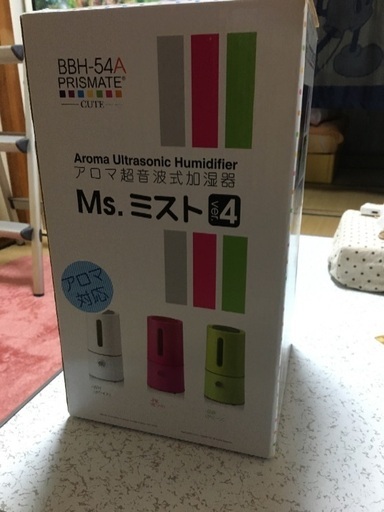 BBH-54A
PRISMATE®
CUTE
Aroma Ultrasonic Humidifier
アロマ超音波式加湿器
Ms.ミスト ver.4
アロマ
対応